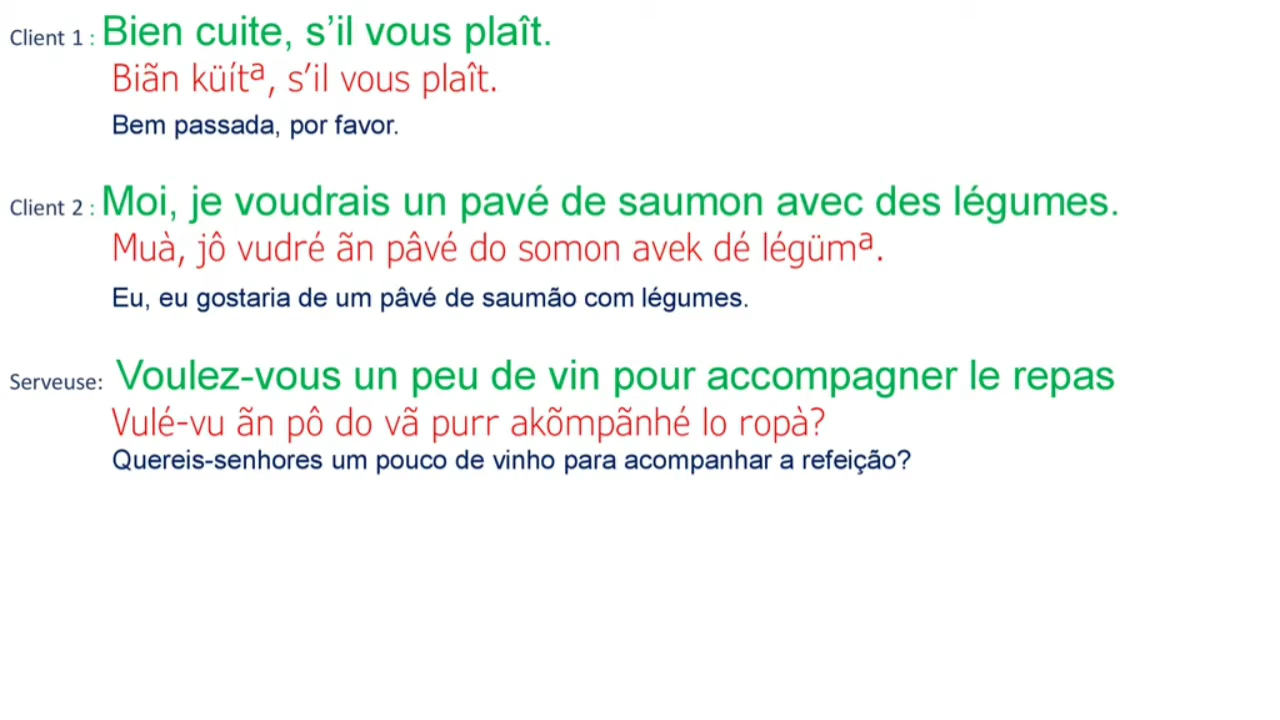 Client 1 : Bien cuite, s’il vous plaît.
Biãn küítª, s’il vous plaît.
Bem passada, por favor.
Client 2 : Moi, je voudrais un pavé de saumon avec des légumes.
Muà, jô vudré ãn pâvé do somon avek dé légümª.
Eu, eu gostaria de um pâvé de saumão com légumes.
Serveuse: Voulez-vous un peu de vin pour accompagner le repas
Vulé-vu ãn pô do vã purr akõmpãnhé lo ropà?
Quereis-senhores um pouco de vinho para acompanhar a refeição?